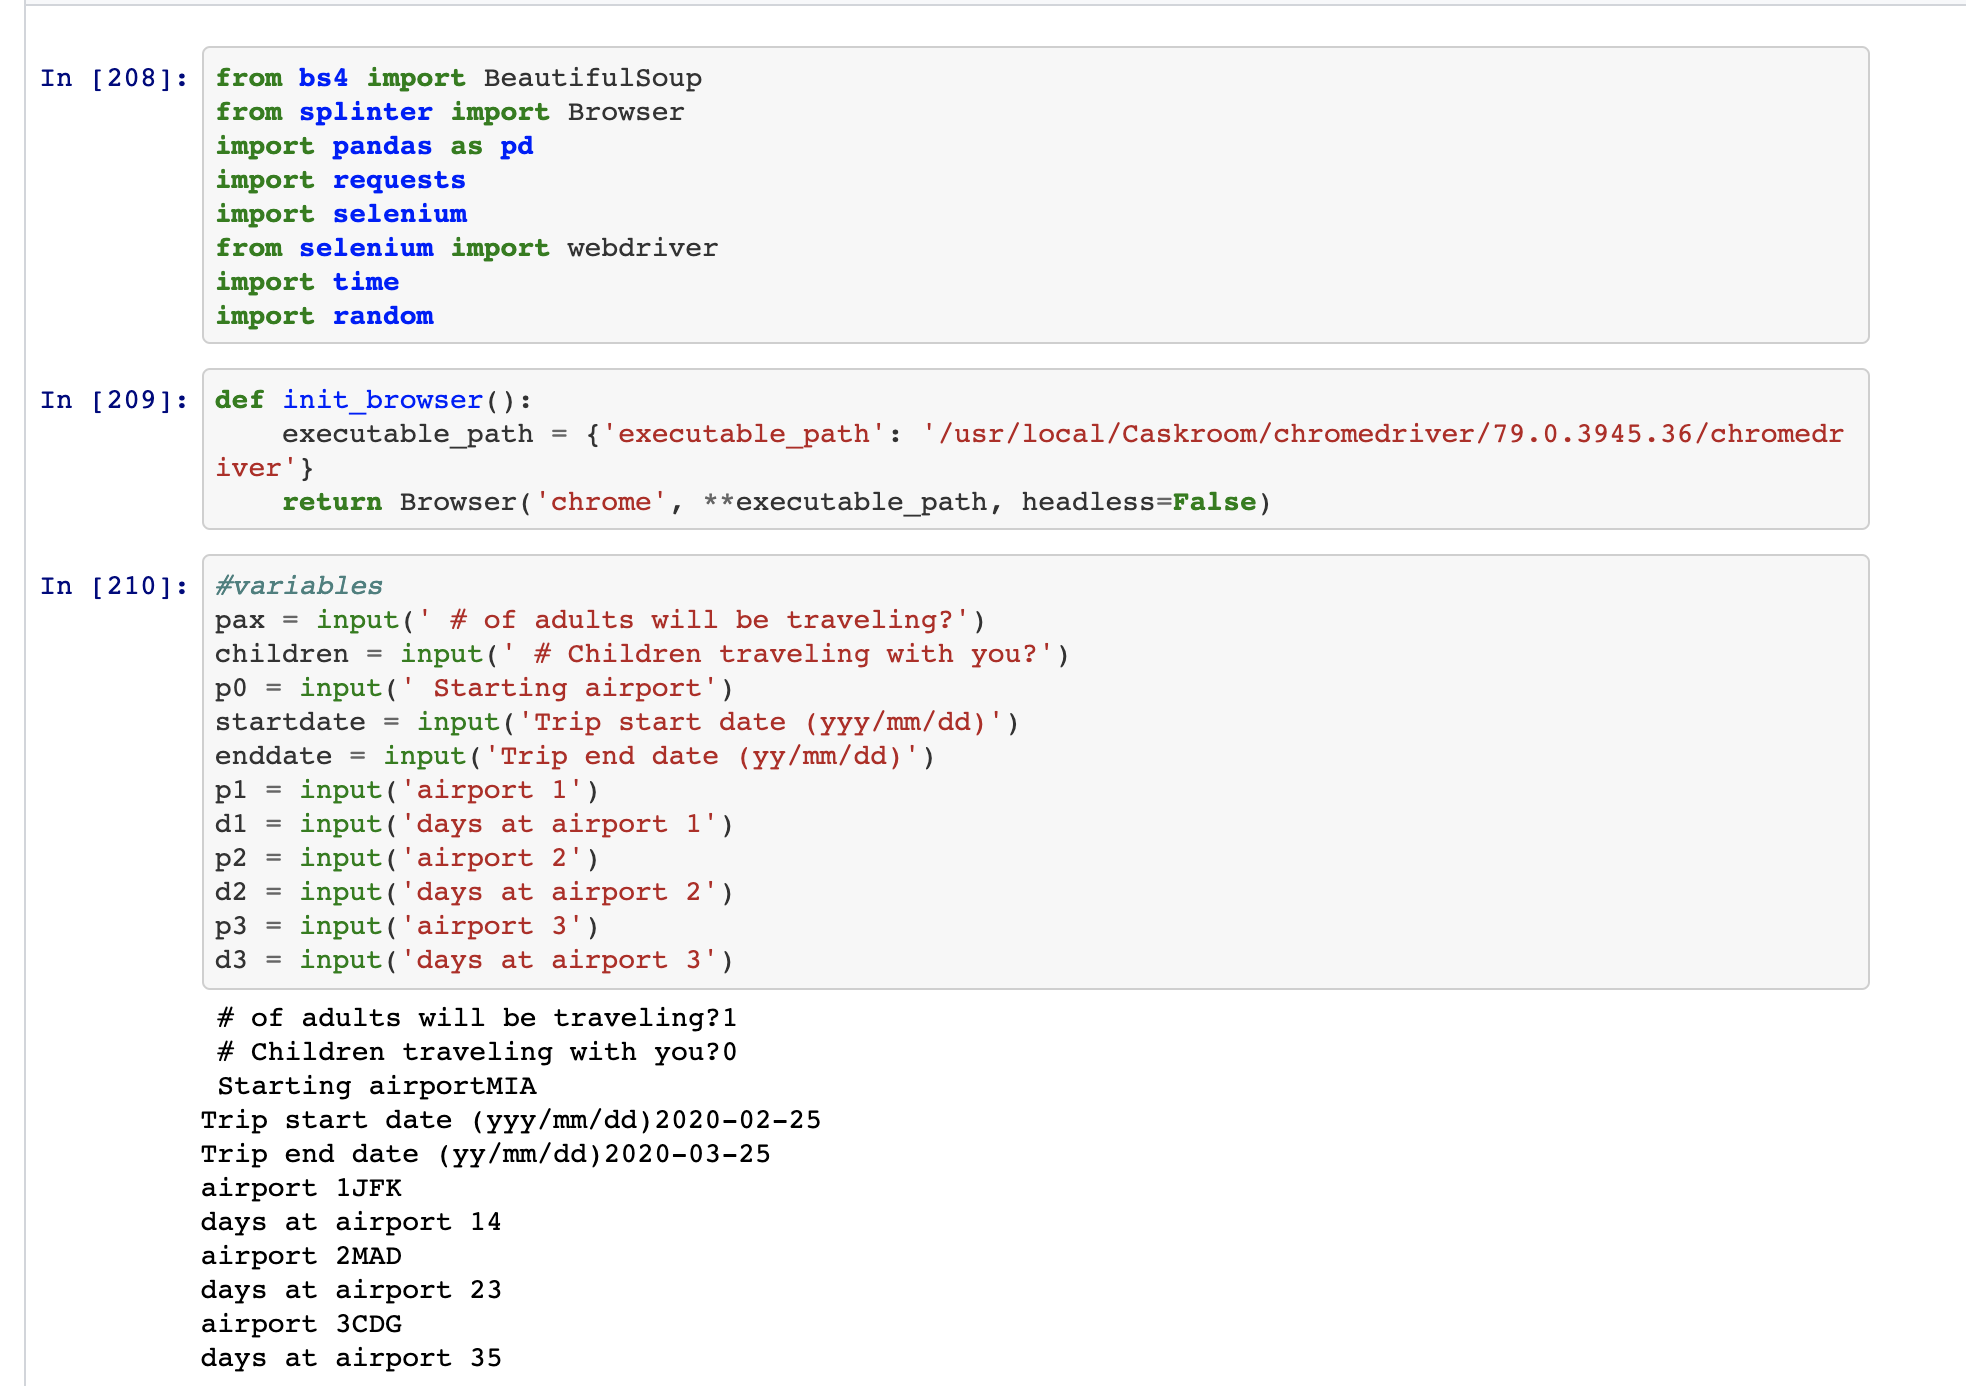 In [208]:
from bs4 import BeautifulSoup
from splinter import Browser
import pandas as pd
import requests
import selenium
from selenium import webdriver
import time
import random
In [209]:
def init_browser():
    executable_path = {'executable_path': '/usr/local/Caskroom/chromedriver/79.0.3945.36/chromedr
iver'}
    return Browser('chrome', **executable_path, headless=False)
In [210]:
#variables
pax = input(' # of adults will be traveling?')
children = input(' # Children traveling with you?')
p0 = input(' Starting airport')
startdate = input('Trip start date (yyy/mm/dd)')
enddate = input('Trip end date (yy/mm/dd)')
p1 = input('airport 1')
d1 = input('days at airport 1')
p2 = input('airport 2')
d2 = input('days at airport 2')
p3 = input('airport 3')
d3 = input('days at airport 3')
 # of adults will be traveling?1
 # Children traveling with you?0
 Starting airportMIA
Trip start date (yyy/mm/dd)2020-02-25
Trip end date (yy/mm/dd)2020-03-25
airport 1JFK
days at airport 14
airport 2MAD
days at airport 23
airport 3CDG
days at airport 35